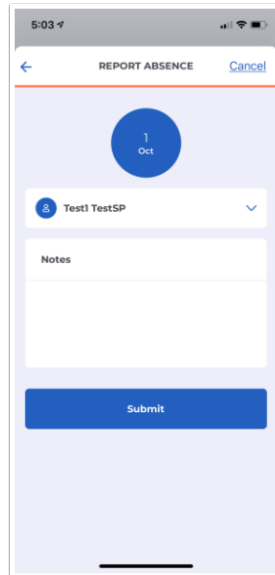 5:03
REPORT ABSENCE Cancel
1
Oct
Test1 TestSP
Notes
Submit